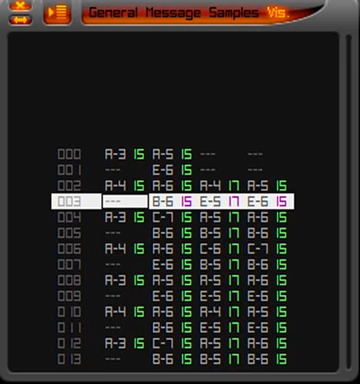 General Message Samples Vis.
000 A-3 15 A-5 15 --- ---
001 --- E-6 15 --- ---
002 A-4 15 A-6 15 A-4 17 A-5 15
003 --- B-6 15 E-5 17 E-6 15
004 A-3 15 C-7 15 A-5 17 A-6 15
005 --- B-6 15 E-6 17 B-6 15
006 A-4 15 A-6 15 C-6 17 C-7 15
007 --- E-6 15 B-5 17 B-6 15
008 A-3 15 A-5 15 A-5 17 A-6 15
009 --- E-6 15 E-5 17 E-6 15
010 A-4 15 A-6 15 A-4 17 A-5 15
011 --- B-6 15 E-5 17 E-6 15
012 A-3 15 C-7 15 A-5 17 A-6 15
013 --- B-6 15 B-5 17 B-6 15